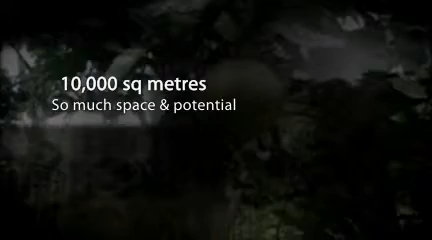 10,000 sq metres
So much space & potential